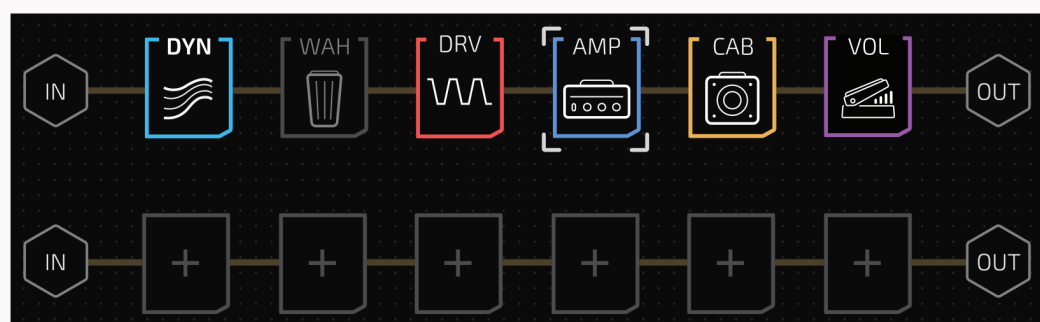 DYN WAH DRV AMP CAB VOL
IN OUT
IN + + + + + + OUT